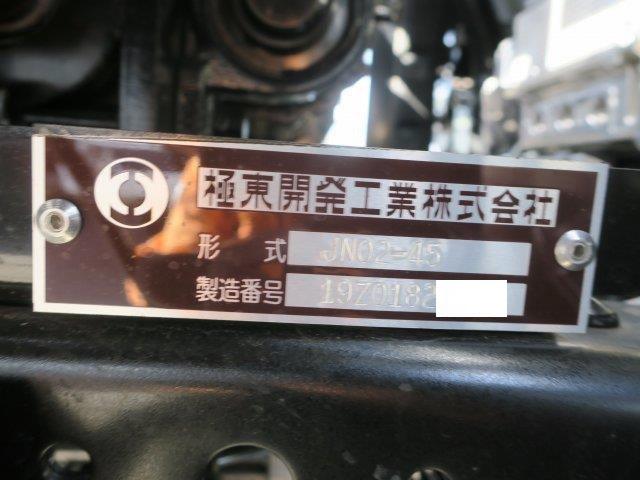 極東開発工業株式会社
形式 JN02-45
製造番号 19Z0182